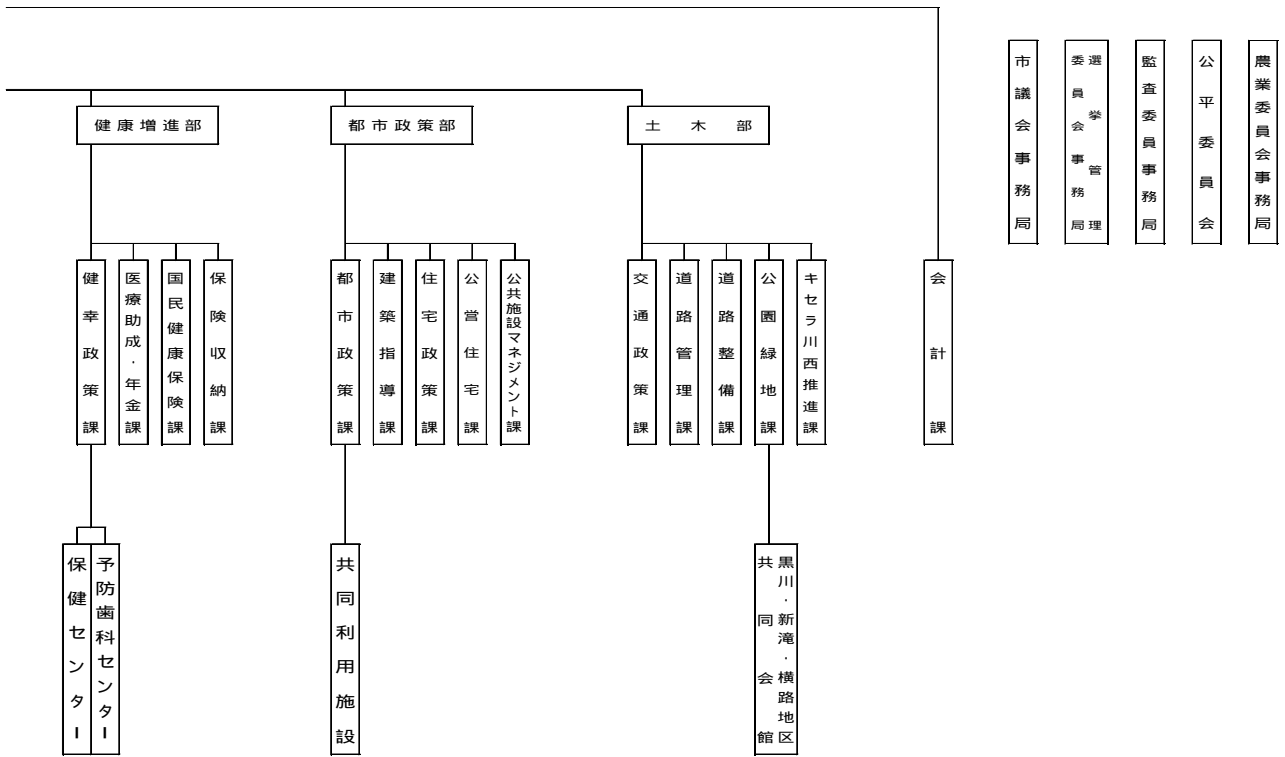 健康増進部
都市政策部
土木部
市議会事務局
選挙管理
委員会事務局
監査委員事務局
公平委員会
農業委員会事務局
健幸政策課
医療助成・年金課
国民健康保険課
保険収納課
都市政策課
建築指導課
住宅政策課
公営住宅課
公共施設マネジメント課
交通政策課
道路管理課
道路整備課
公園緑地課
キセラ川西推進課
会計課
保健センター
予防歯科センター
共同利用施設
黒川・新滝・横路地区
共同会館